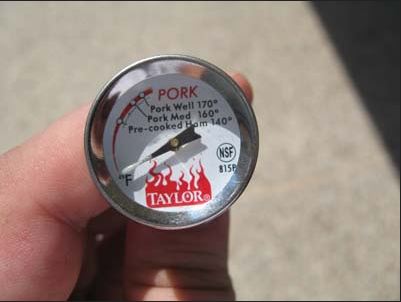 PORK
Pork Well 170°
Pork Med 160°
Pre-cooked Ham 140°
NSF
°F
815P
TAYLOR®